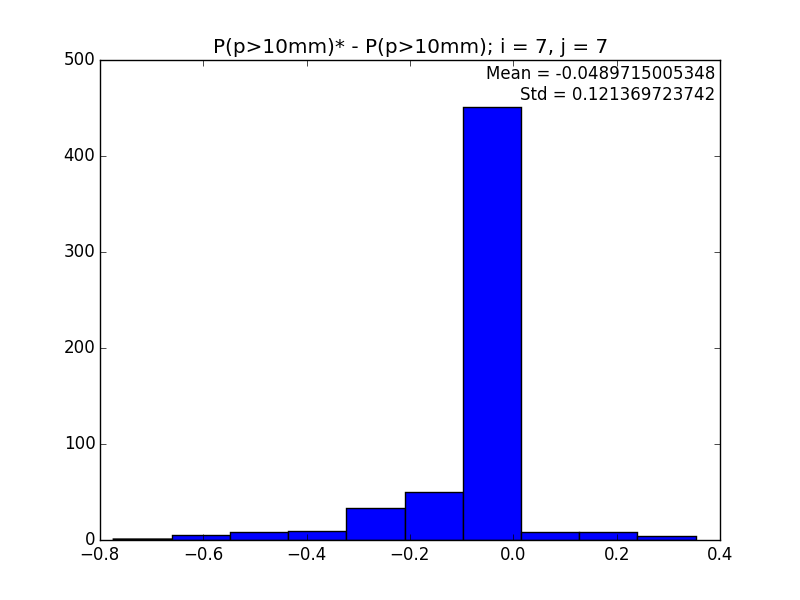 P(p>10mm)* - P(p>10mm); i = 7, j = 7
Mean = -0.0489715005348
Std = 0.121369723742
500
400
300
200
100
0
−0.8 −0.6 −0.4 −0.2 0.0 0.2 0.4